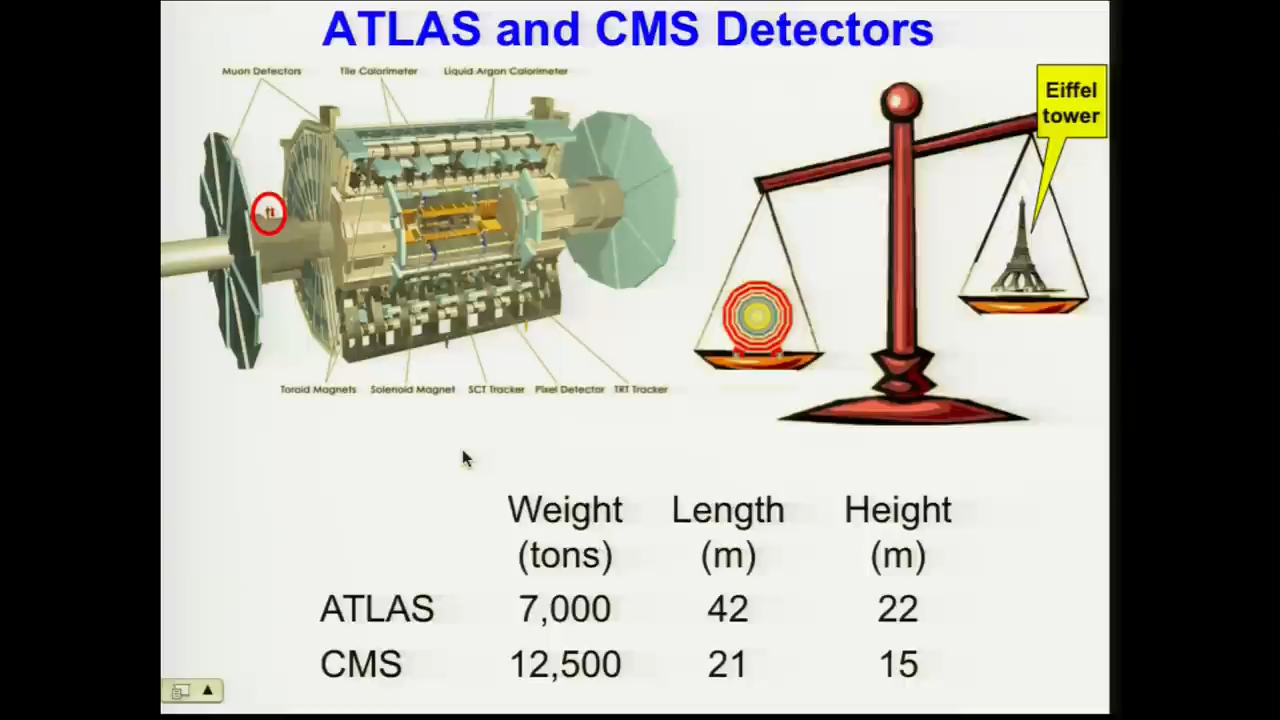 ATLAS and CMS Detectors
Muon Detectors Tile Calorimeter Liquid Argon Calorimeter
Eiffel
tower
Toroid Magnets Solenoid Magnet SCT Tracker Pixel Detector TRT Tracker
Weight Length Height
(tons) (m) (m)
ATLAS 7,000 42 22
CMS 12,500 21 15